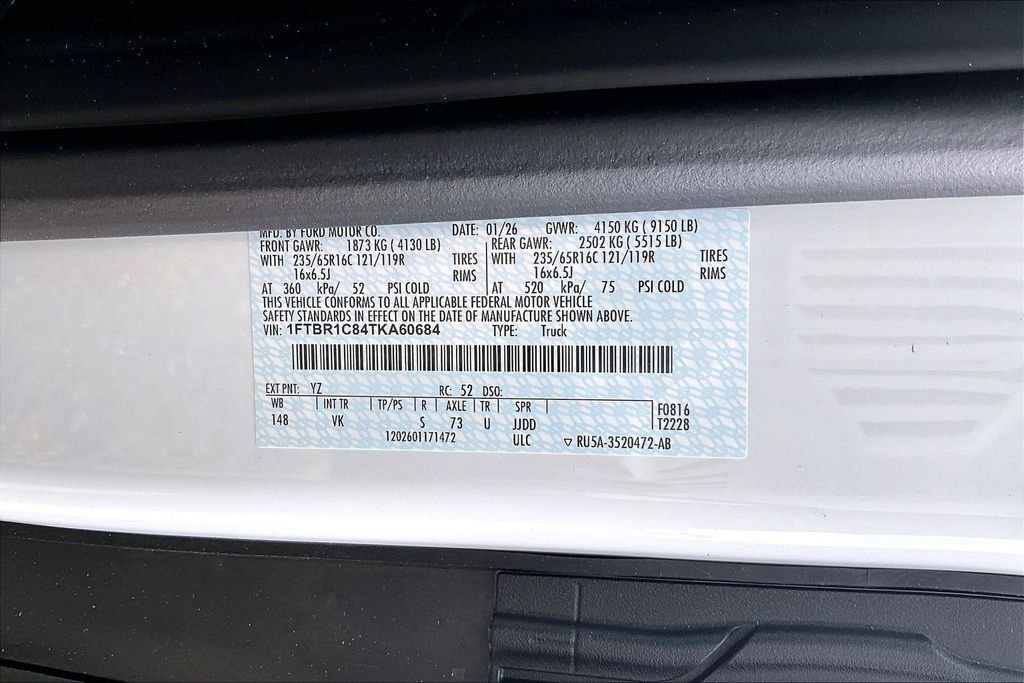 MFD. BY FORD MOTOR CO. DATE: 01/26 GVWR: 4150 KG ( 9150 LB)
FRONT GAWR: 1873 KG ( 4130 LB) REAR GAWR: 2502 KG ( 5515 LB)
WITH 235/65R16C 121/119R TIRES WITH 235/65R16C 121/119R TIRES
16x6.5J RIMS 16x6.5J RIMS
AT 360 kPa/ 52 PSI COLD AT 520 kPa/ 75 PSI COLD
THIS VEHICLE CONFORMS TO ALL APPLICABLE FEDERAL MOTOR VEHICLE
SAFETY STANDARDS IN EFFECT ON THE DATE OF MANUFACTURE SHOWN ABOVE.
VIN: 1FTBR1C84TKA60684 TYPE: Truck
EXT PNT: YZ RC: 52 DSO:
WB INT TR TP/PS R AXLE TR SPR F0816
148 VK S 73 U JJDD T2228
1202601171472 ULC ▽ RU5A-3520472-AB